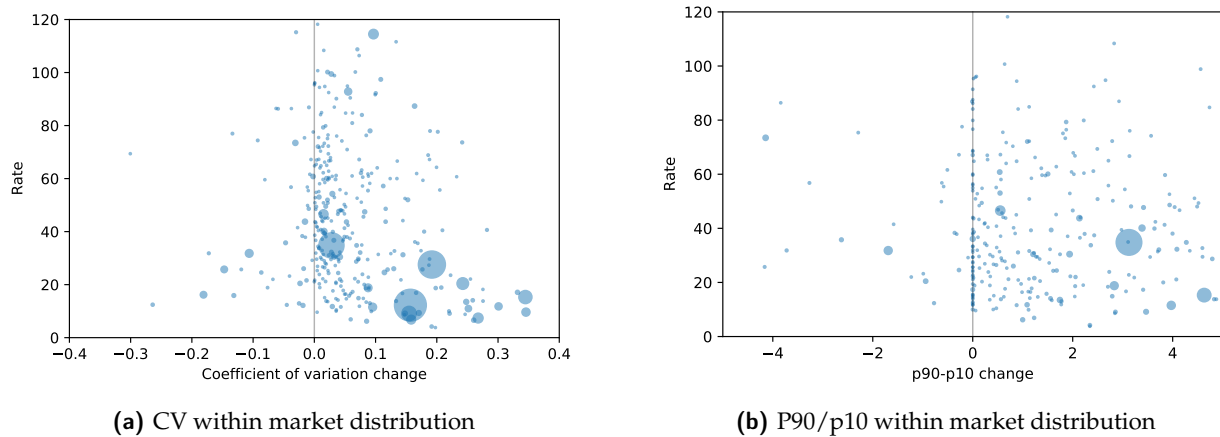 120
100
80
60
40
20
0
Rate
−0.4 −0.3 −0.2 −0.1 0.0 0.1 0.2 0.3 0.4
Coefficient of variation change
(a) CV within market distribution
120
100
80
60
40
20
0
Rate
−4 −2 0 2 4
p90-p10 change
(b) P90/p10 within market distribution